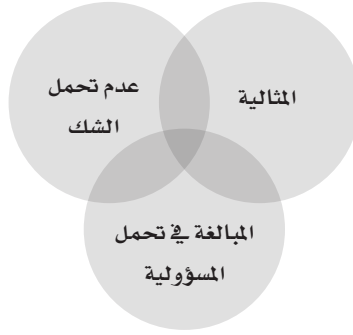 المثالية
عدم تحمل
الشك
المبالغة في تحمل
المسؤولية